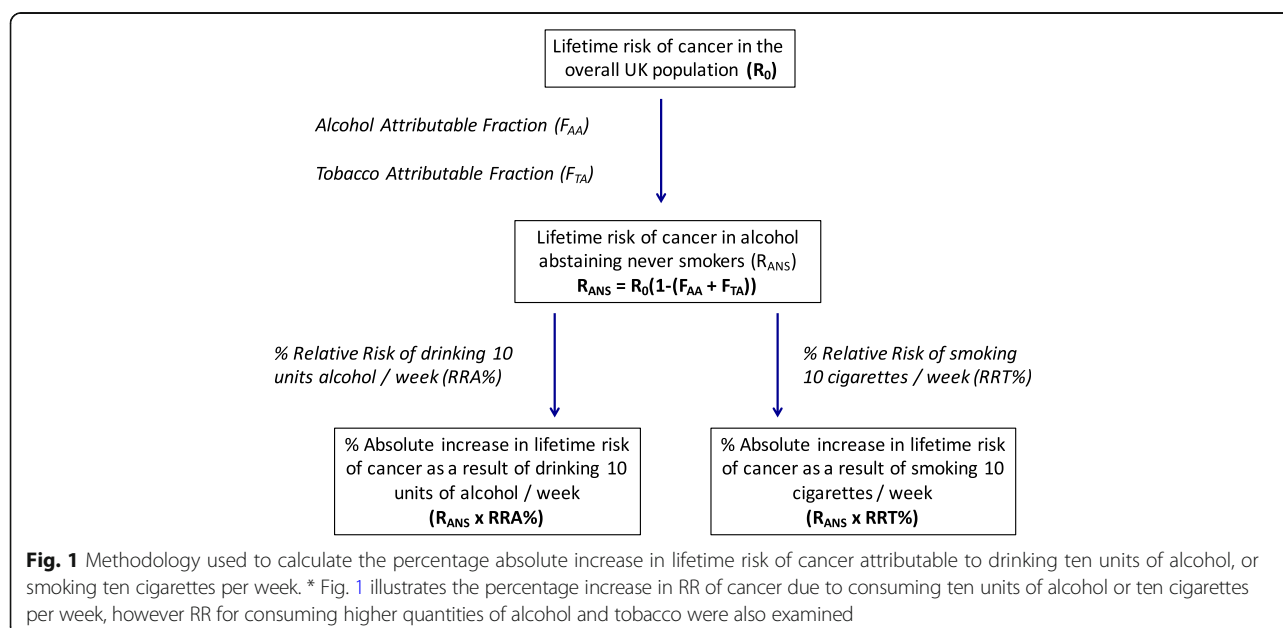 Lifetime risk of cancer in the
overall UK population (R0)
Alcohol Attributable Fraction (FAA)
Tobacco Attributable Fraction (FTA)
Lifetime risk of cancer in alcohol
abstaining never smokers (RANS)
RANS = R0(1-(FAA + FTA))
% Relative Risk of drinking 10
units alcohol / week (RRA%)
% Relative Risk of smoking
10 cigarettes / week (RRT%)
% Absolute increase in lifetime risk
of cancer as a result of drinking 10
units of alcohol / week
(RANS x RRA%)
% Absolute increase in lifetime risk
of cancer as a result of smoking 10
cigarettes / week
(RANS x RRT%)
Fig. 1 Methodology used to calculate the percentage absolute increase in lifetime risk of cancer attributable to drinking ten units of alcohol, or
smoking ten cigarettes per week. * Fig. 1 illustrates the percentage increase in RR of cancer due to consuming ten units of alcohol or ten cigarettes
per week, however RR for consuming higher quantities of alcohol and tobacco were also examined